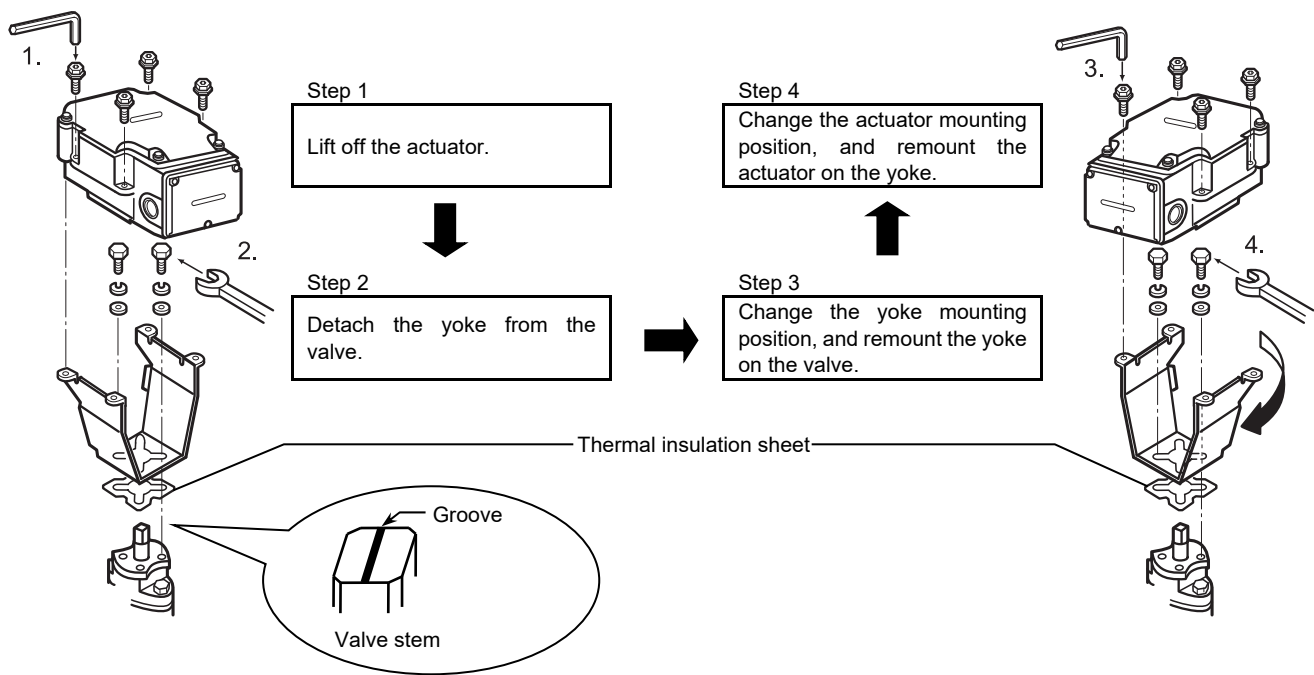 1.
2.
Step 1
Lift off the actuator.
Step 2
Detach the yoke from the
valve.
Step 3
Change the yoke mounting
position, and remount the yoke
on the valve.
Step 4
Change the actuator mounting
position, and remount the
actuator on the yoke.
3.
4.
Thermal insulation sheet
Groove
Valve stem